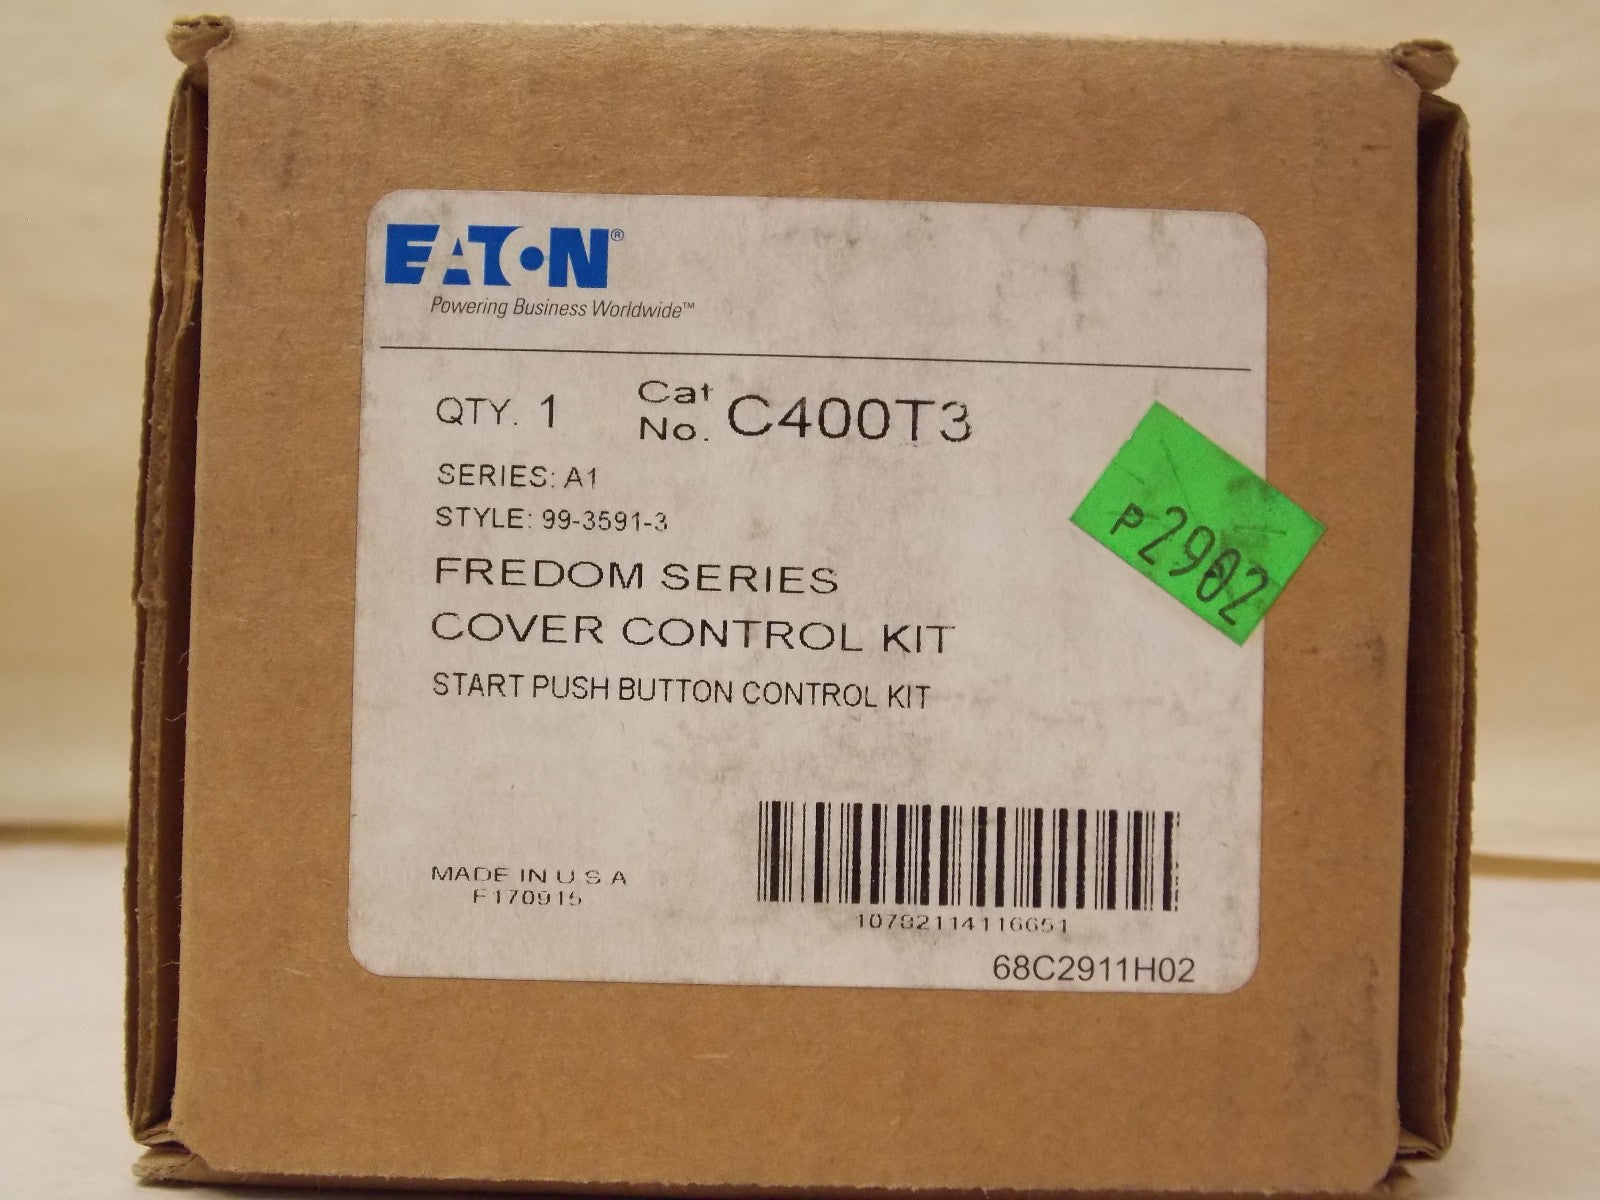 EATON®
Powering Business Worldwide™
QTY. 1 Cat No. C400T3
SERIES: A1
STYLE: 99-3591-3
FREDOM SERIES
COVER CONTROL KIT
START PUSH BUTTON CONTROL KIT
P2902
MADE IN U S A
F170915
10782114116651
68C2911H02